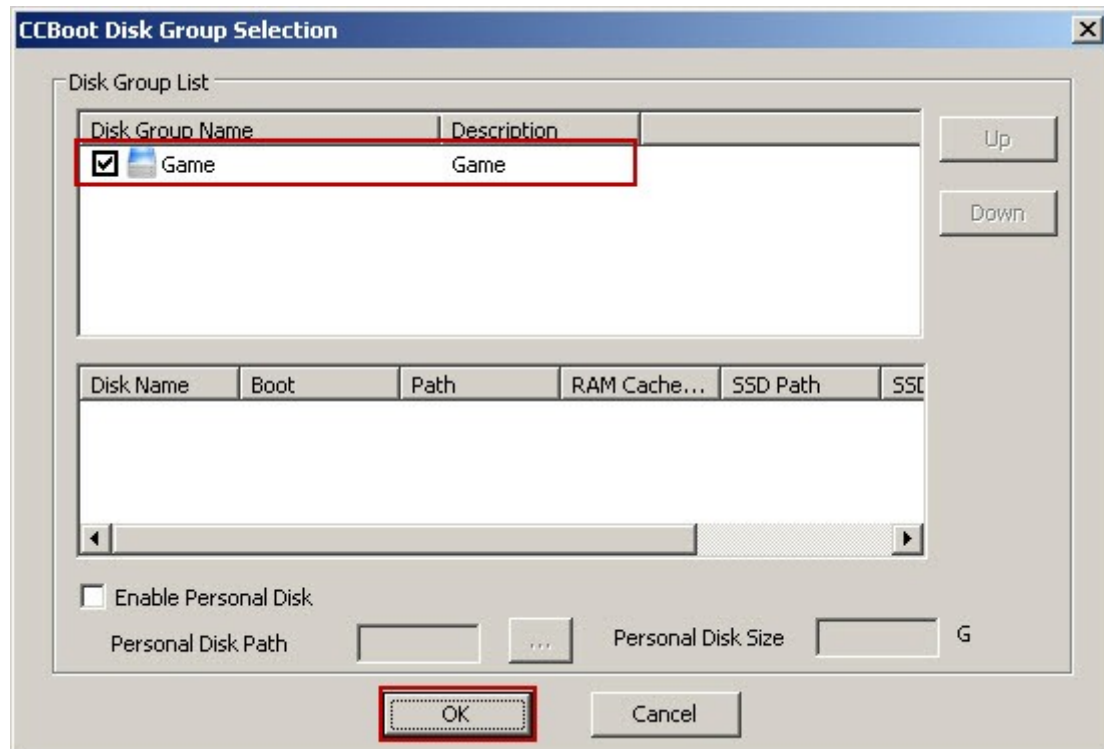 CCBoot Disk Group Selection
Disk Group List
Disk Group Name Description
Game Game
Up
Down
Disk Name Boot Path RAM Cache... SSD Path SSD
Enable Personal Disk
Personal Disk Path ... Personal Disk Size G
OK Cancel